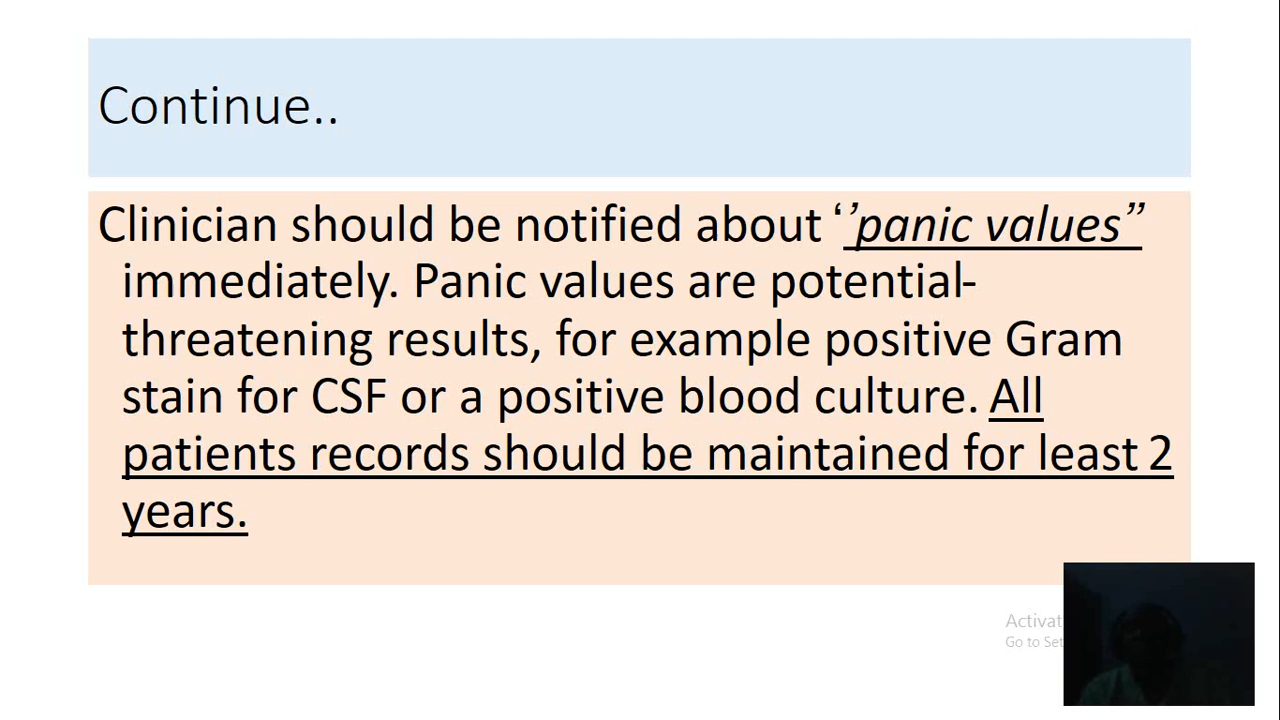 Continue..
Clinician should be notified about ‘’panic values”
immediately. Panic values are potential-
threatening results, for example positive Gram
stain for CSF or a positive blood culture. All
patients records should be maintained for least 2
years.
Go to